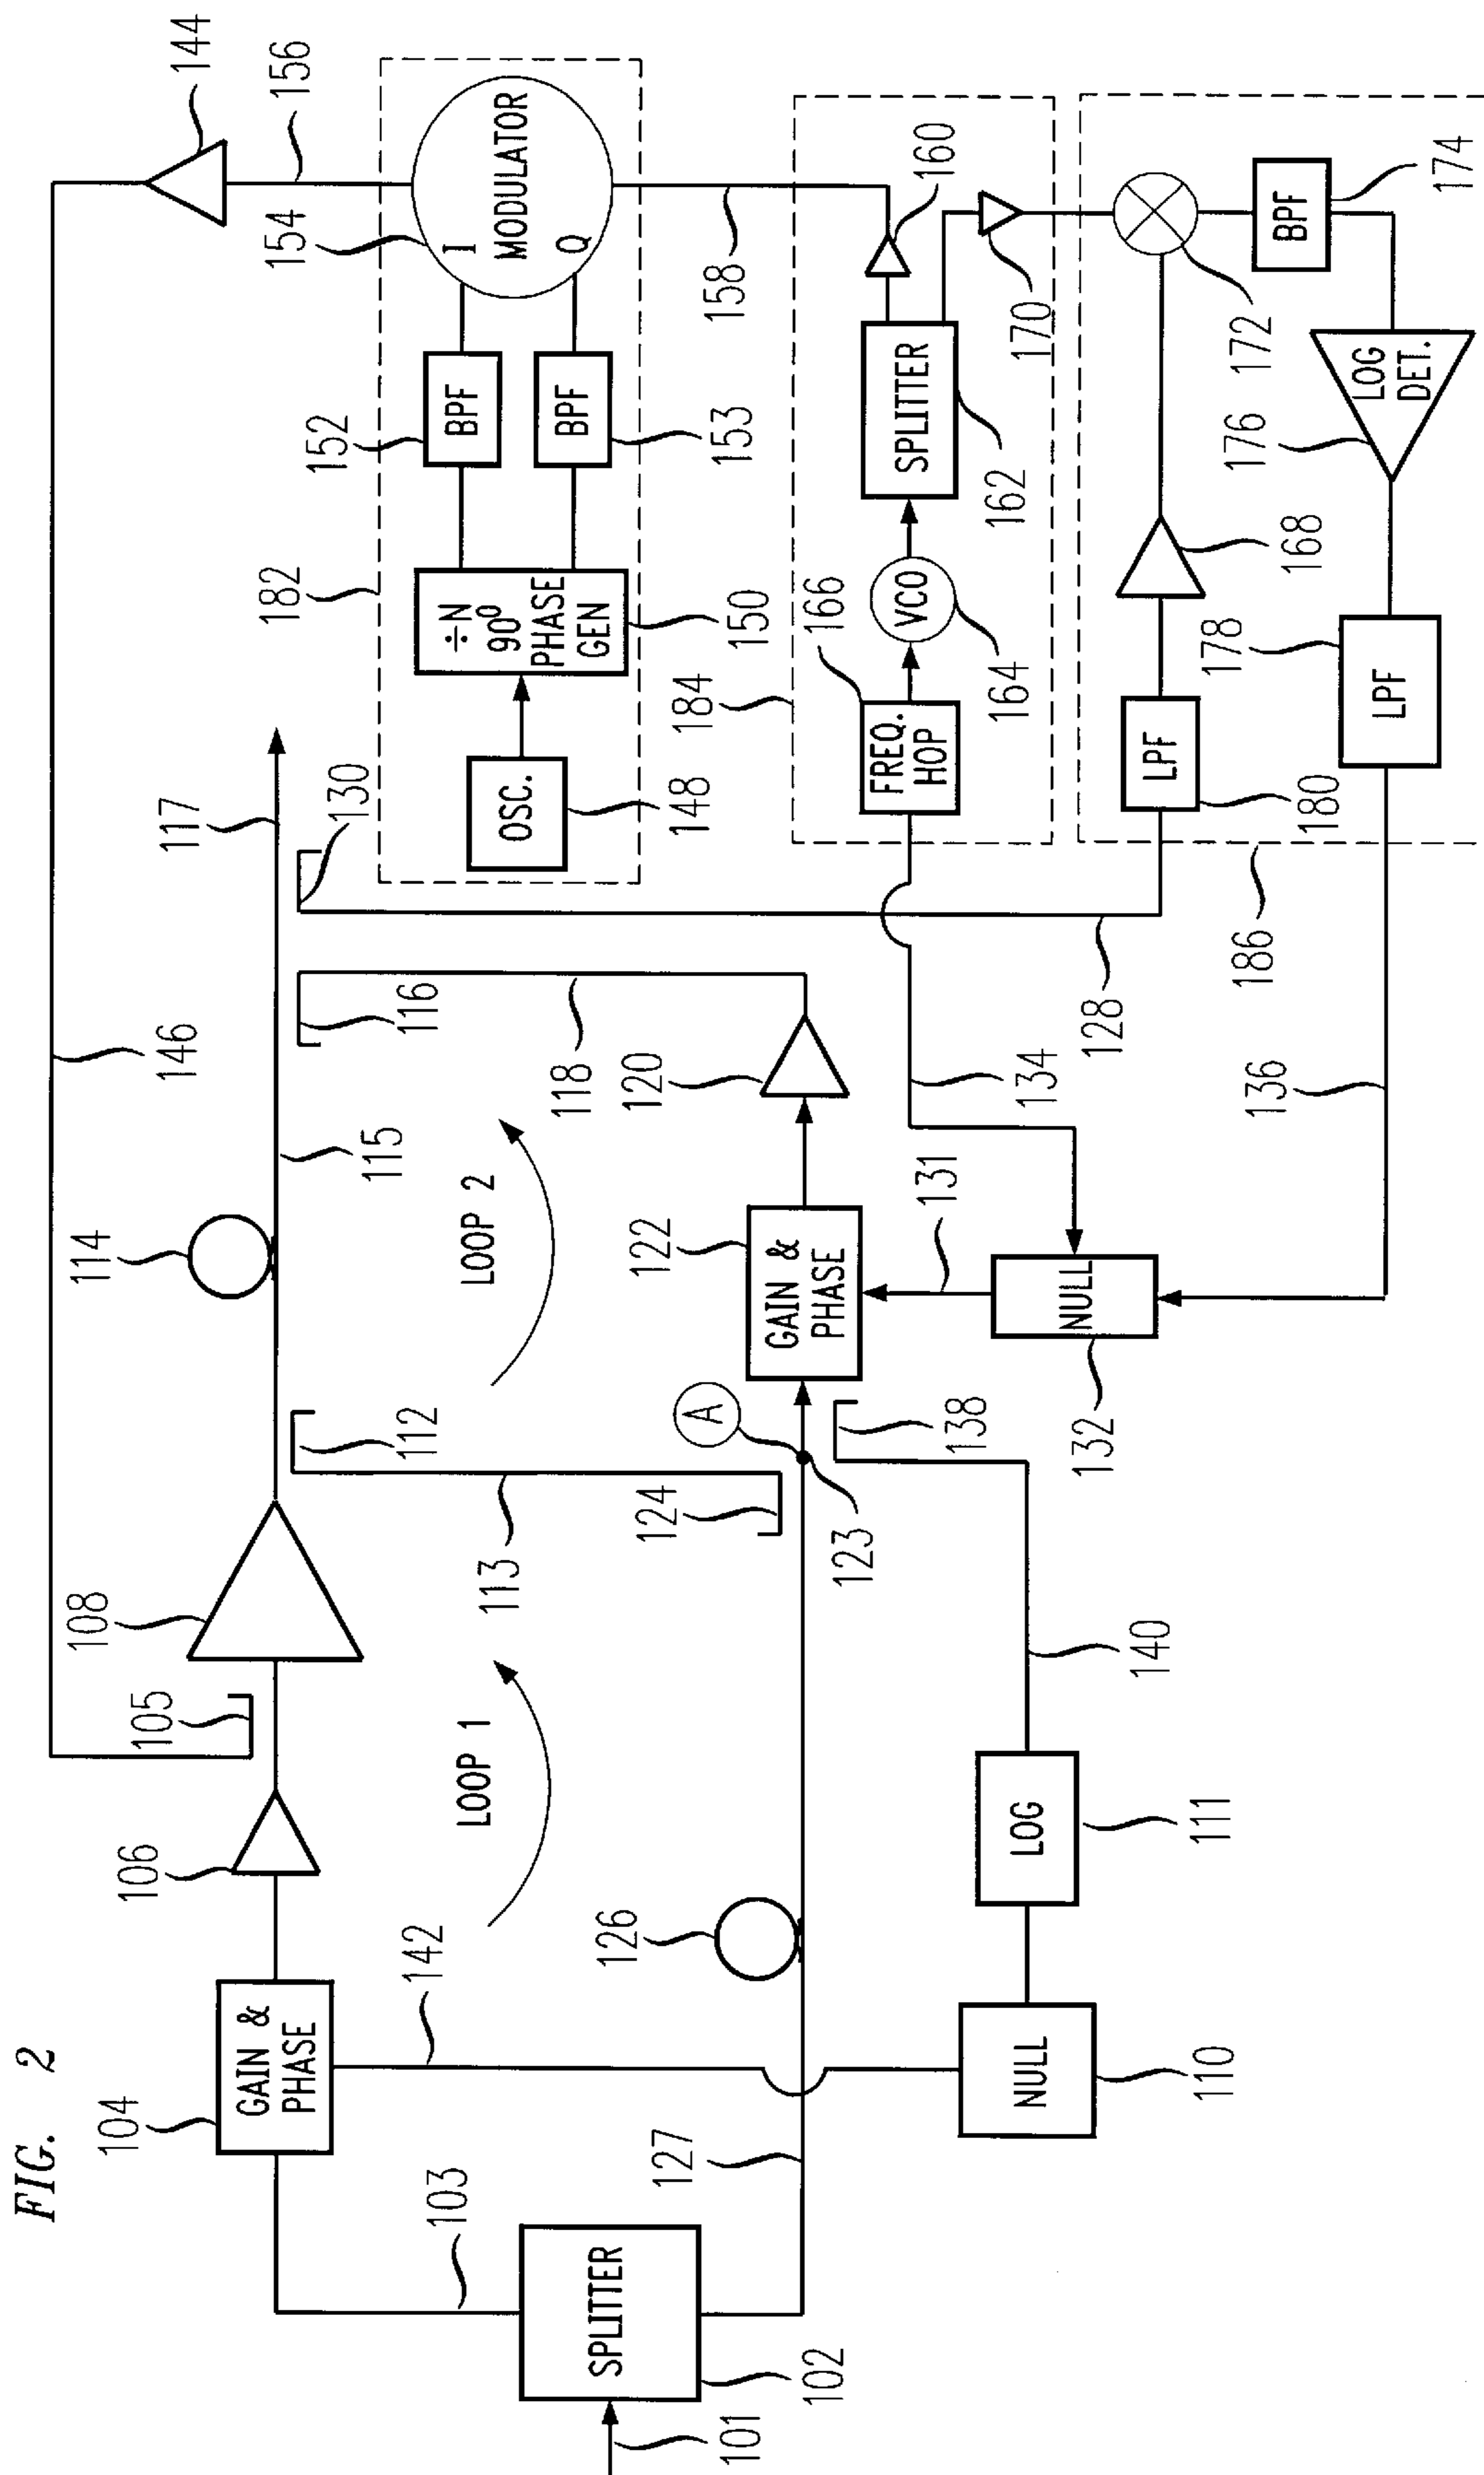 FIG. 2
101
SPLITTER
102
103
127
GAIN &
PHASE
104
142
NULL
110
106
LOOP 1
126
LOG
111
105
108
140
113
124
112
A
123
138
114
LOOP 2
GAIN &
PHASE
122
131
NULL
132
115
116
118
120
134
128
136
146
117
130
144
156
182
OSC.
148
÷N
90⁰
PHASE
GEN
150
BPF
152
BPF
153
I
MODULATOR
Q
154
158
184
FREQ.
HOP
166
VCO
164
SPLITTER
162
160
170
186
LPF
180
168
172
BPF
174
LOG
DET.
176
LPF
178